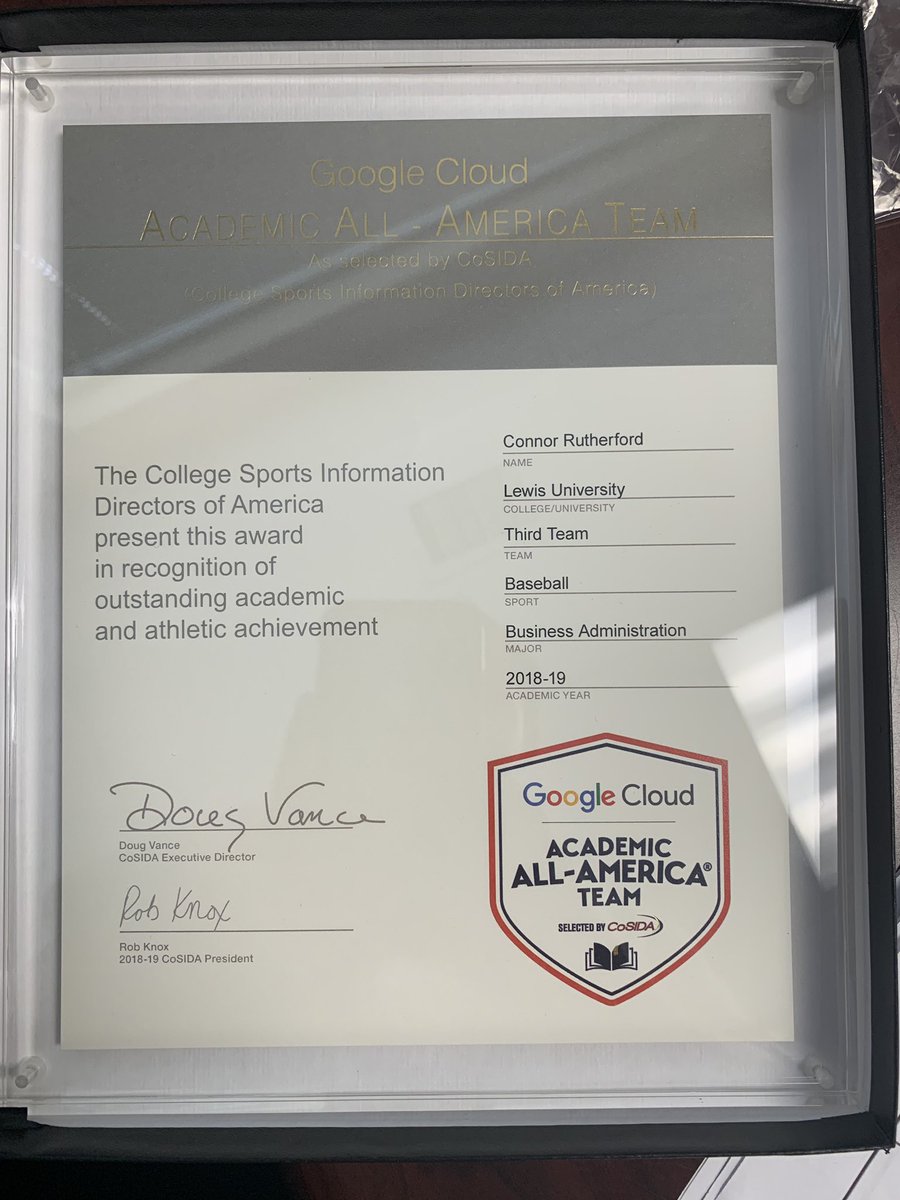 Google Cloud
ACADEMIC ALL - AMERICA TEAM
As selected by CoSIDA
(College Sports Information Directors of America)
The College Sports Information
Directors of America
present this award
in recognition of
outstanding academic
and athletic achievement
Connor Rutherford
NAME
Lewis University
COLLEGE/UNIVERSITY
Third Team
TEAM
Baseball
SPORT
Business Administration
MAJOR
2018-19
ACADEMIC YEAR
Doug Vance
Doug Vance
CoSIDA Executive Director
Rob Knox
Rob Knox
2018-19 CoSIDA President
Google Cloud
ACADEMIC
ALL-AMERICA®
TEAM
SELECTED BY CoSIDA